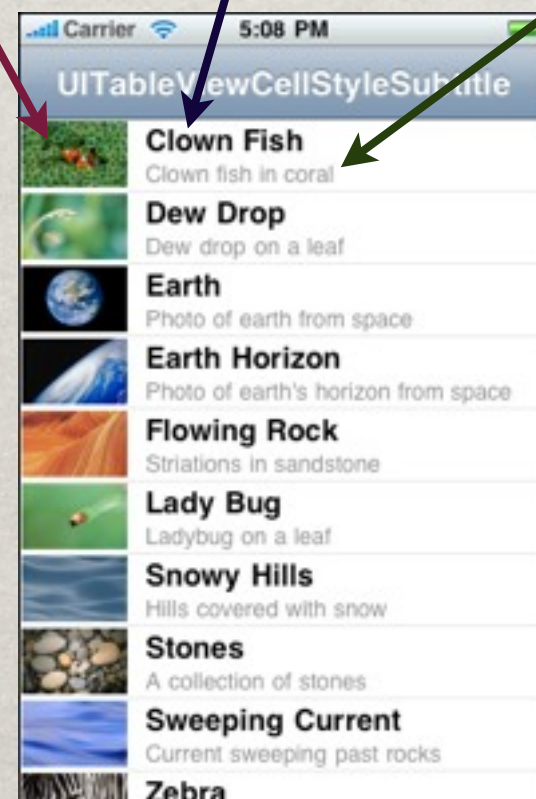 Carrier 5:08 PM
UITableViewCellStyleSubtitle
Clown Fish
Clown fish in coral
Dew Drop
Dew drop on a leaf
Earth
Photo of earth from space
Earth Horizon
Photo of earth's horizon from space
Flowing Rock
Striations in sandstone
Lady Bug
Ladybug on a leaf
Snowy Hills
Hills covered with snow
Stones
A collection of stones
Sweeping Current
Current sweeping past rocks
Zebra